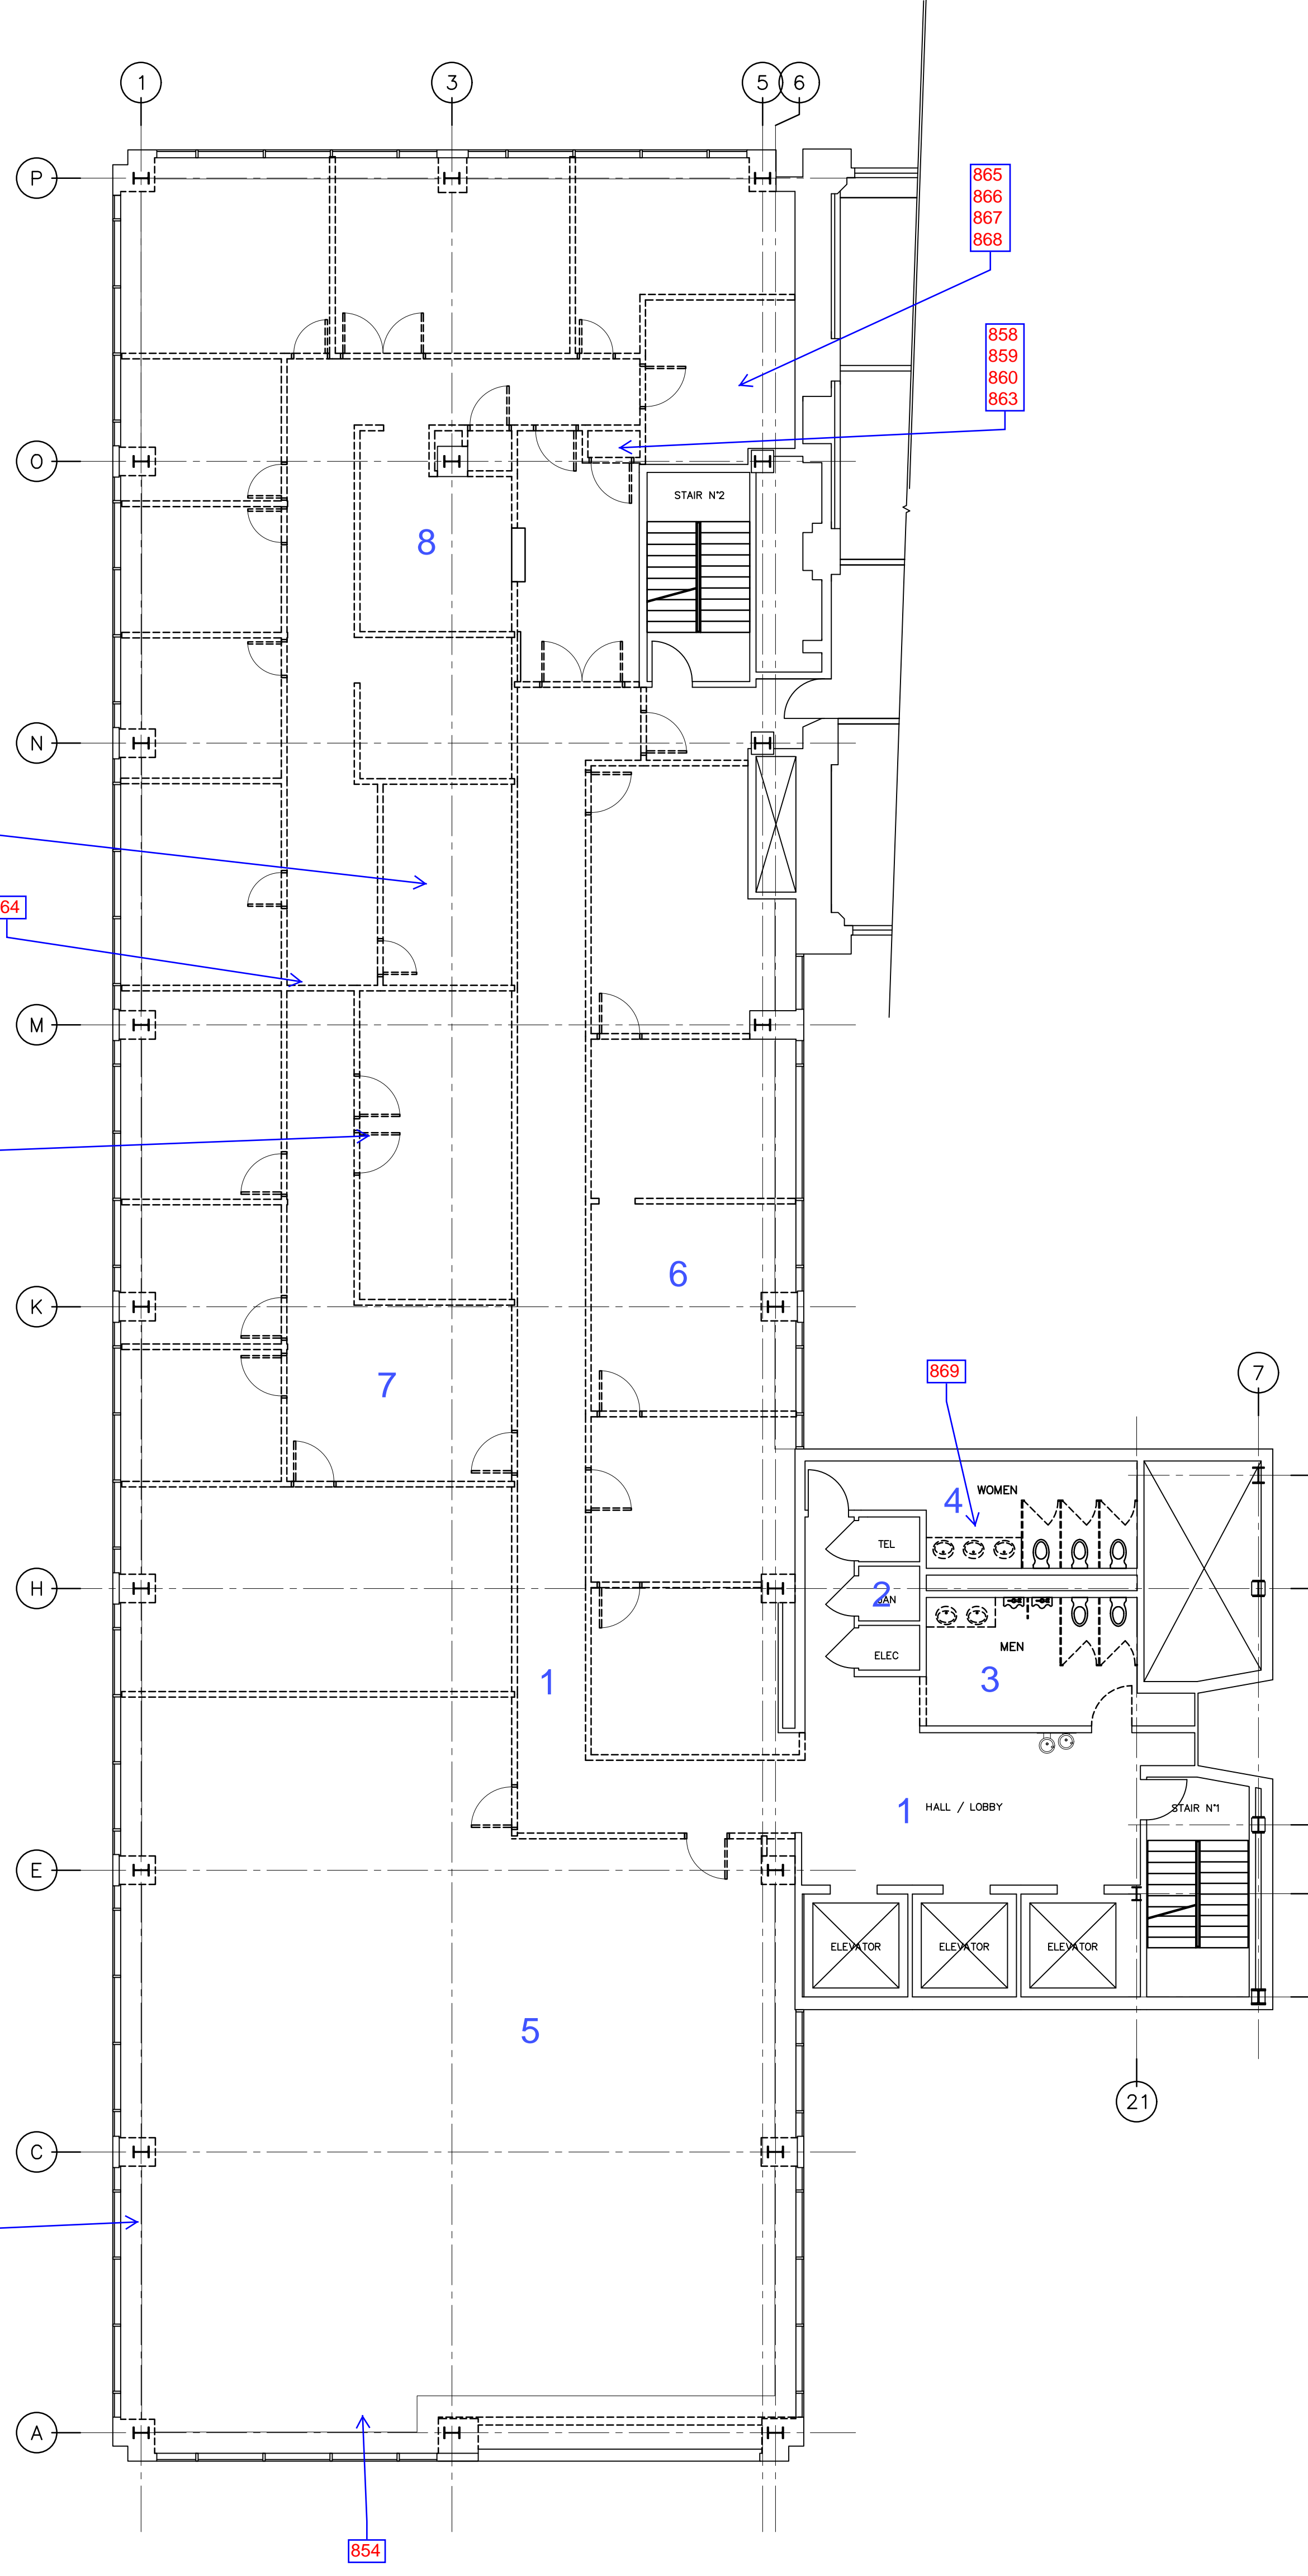 1
3
5
6
P
865
866
867
868
858
859
860
863
O
STAIR N°2
8
N
64
M
6
K
7
869
7
4
WOMEN
TEL
H
2
JAN
ELEC
MEN
1
3
1
HALL / LOBBY
STAIR N°1
E
ELEVATOR
ELEVATOR
ELEVATOR
5
21
C
A
854